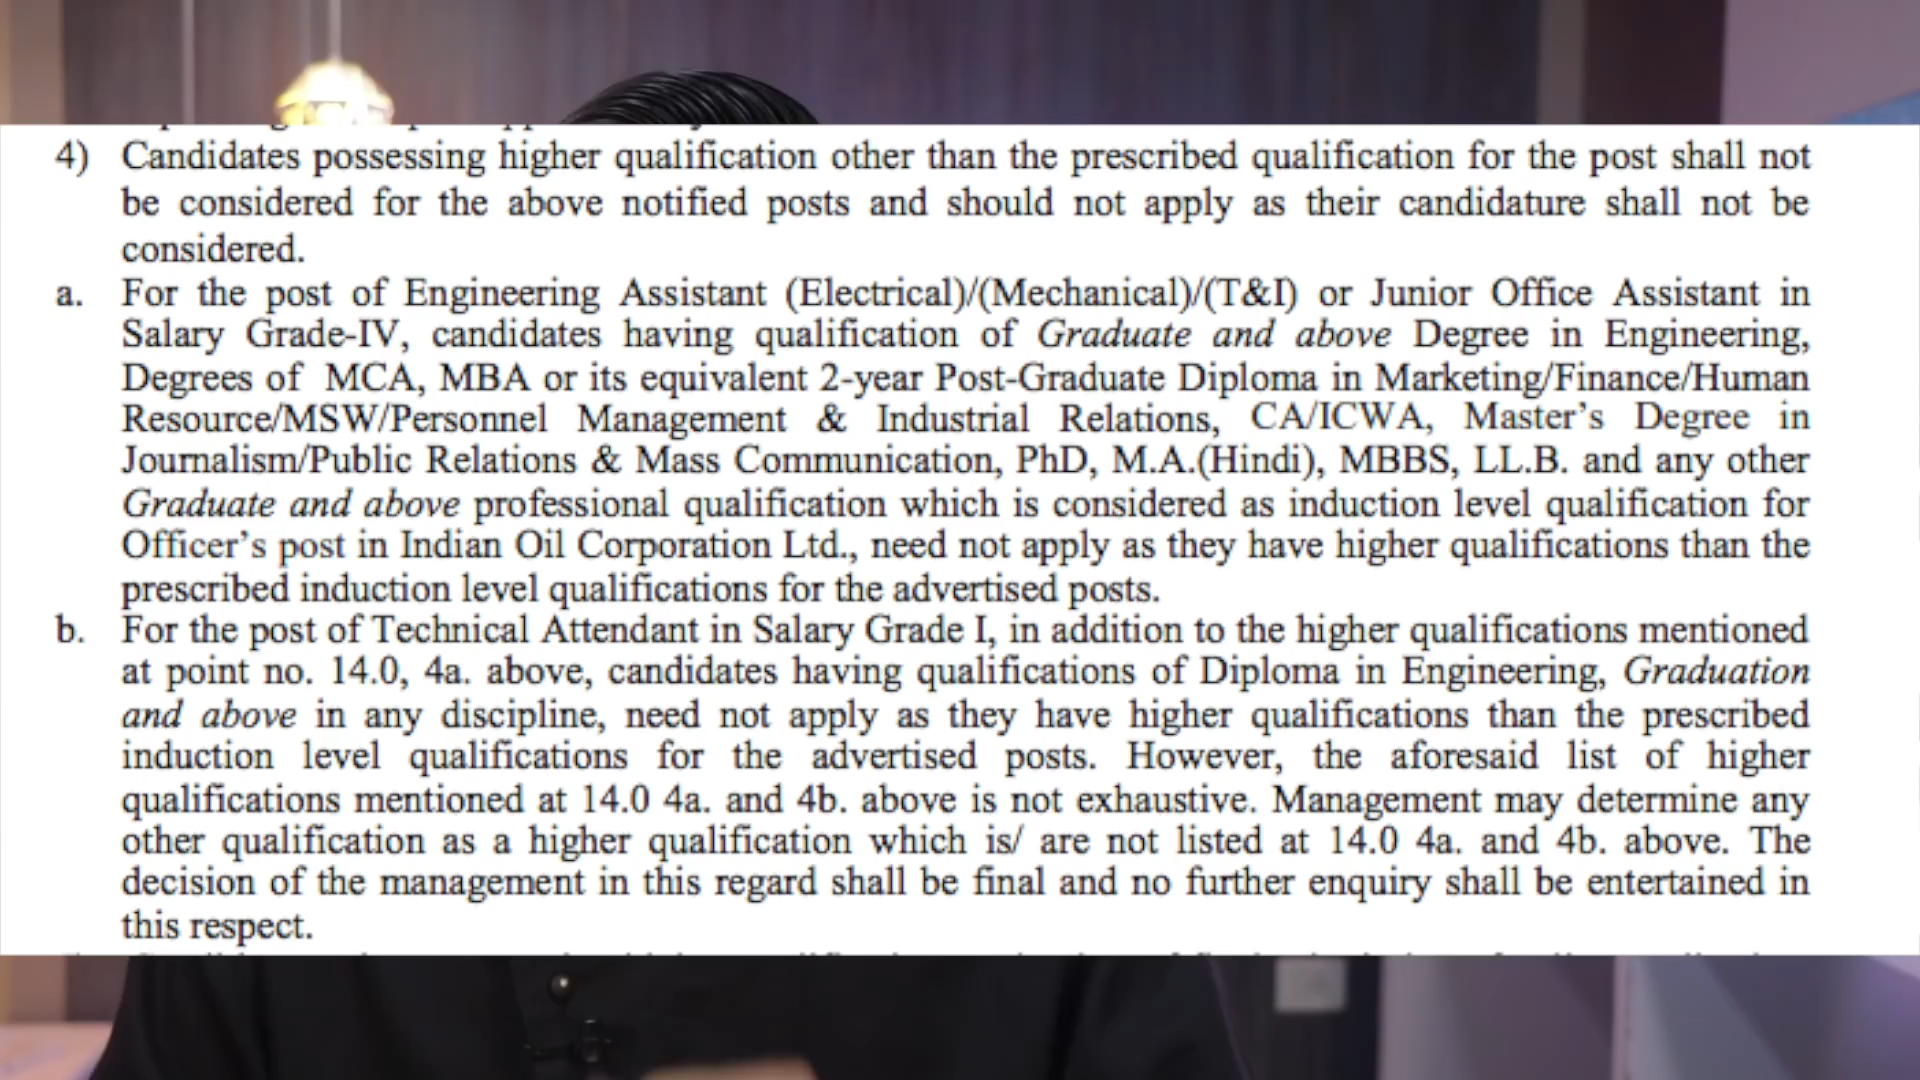 4) Candidates possessing higher qualification other than the prescribed qualification for the post shall not
be considered for the above notified posts and should not apply as their candidature shall not be
considered.
a. For the post of Engineering Assistant (Electrical)/(Mechanical)/(T&I) or Junior Office Assistant in
Salary Grade-IV, candidates having qualification of Graduate and above Degree in Engineering,
Degrees of MCA, MBA or its equivalent 2-year Post-Graduate Diploma in Marketing/Finance/Human
Resource/MSW/Personnel Management & Industrial Relations, CA/ICWA, Master's Degree in
Journalism/Public Relations & Mass Communication, PhD, M.A.(Hindi), MBBS, LL.B. and any other
Graduate and above professional qualification which is considered as induction level qualification for
Officer's post in Indian Oil Corporation Ltd., need not apply as they have higher qualifications than the
prescribed induction level qualifications for the advertised posts.
b. For the post of Technical Attendant in Salary Grade I, in addition to the higher qualifications mentioned
at point no. 14.0, 4a. above, candidates having qualifications of Diploma in Engineering, Graduation
and above in any discipline, need not apply as they have higher qualifications than the prescribed
induction level qualifications for the advertised posts. However, the aforesaid list of higher
qualifications mentioned at 14.0 4a. and 4b. above is not exhaustive. Management may determine any
other qualification as a higher qualification which is/ are not listed at 14.0 4a. and 4b. above. The
decision of the management in this regard shall be final and no further enquiry shall be entertained in
this respect.